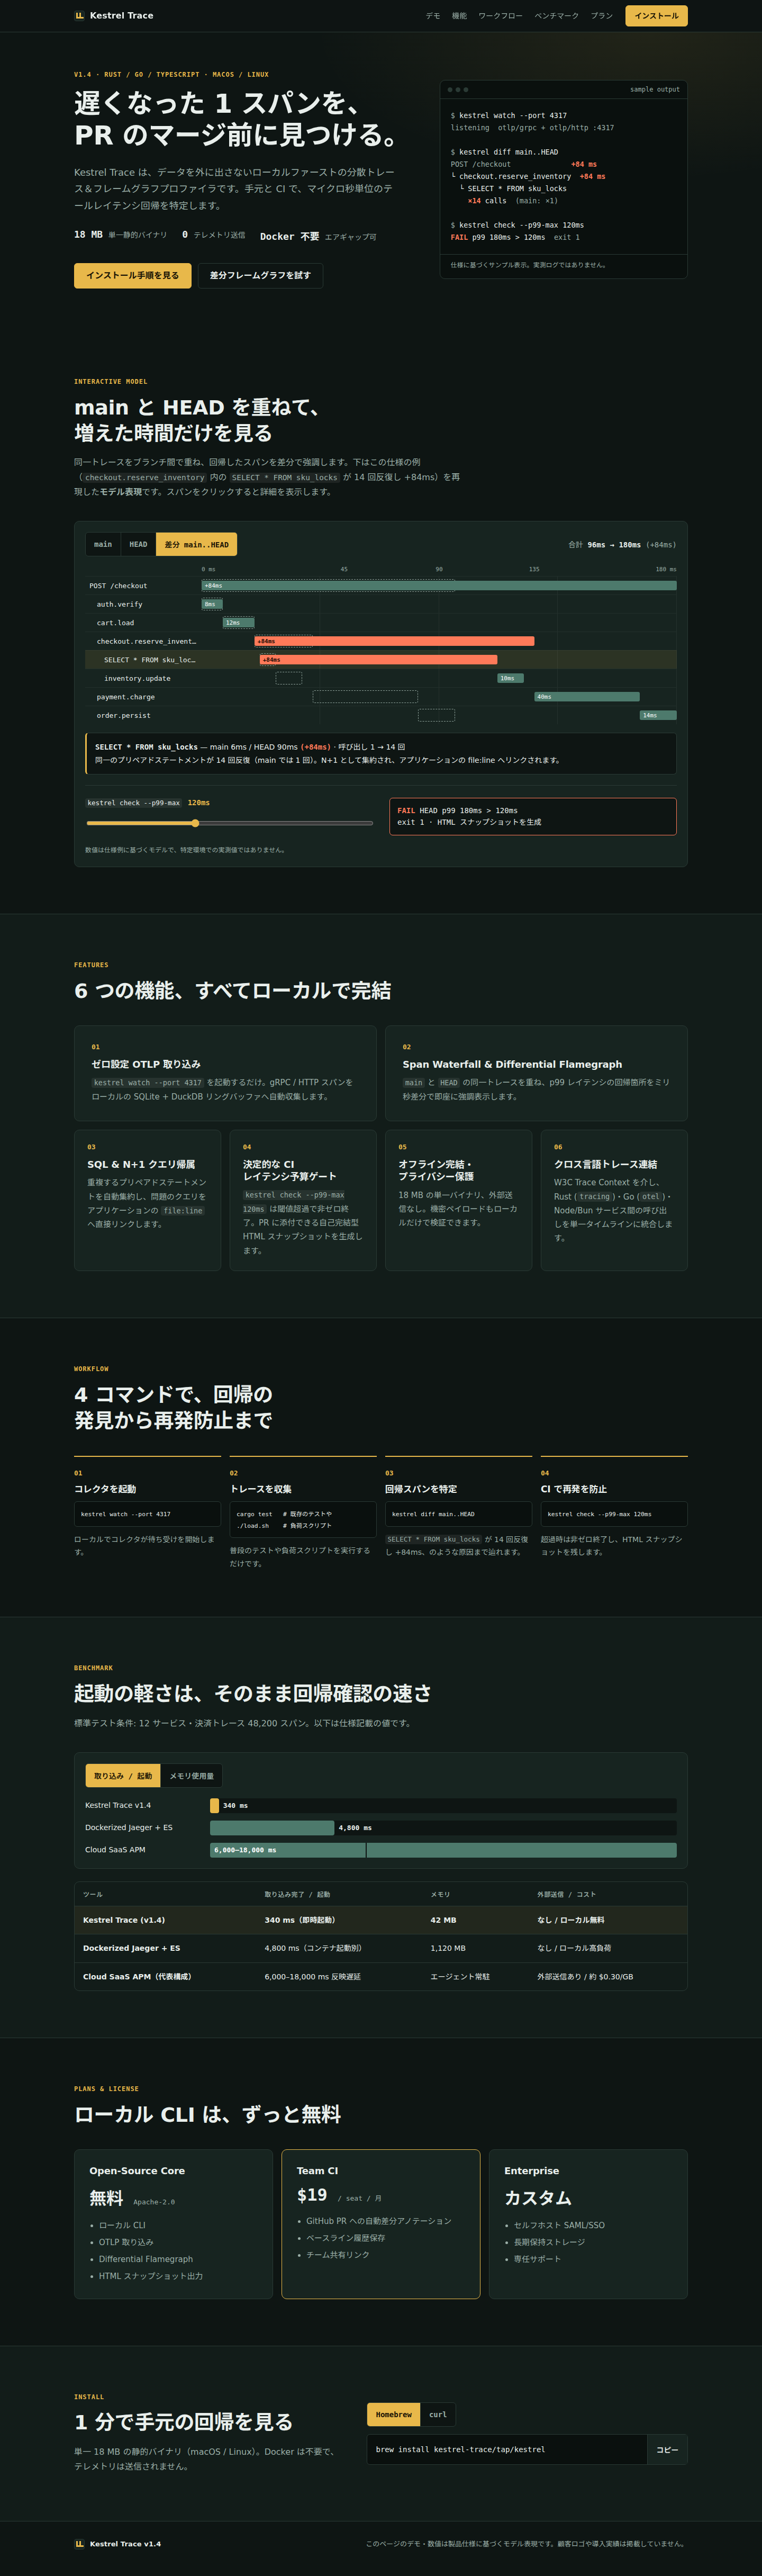 Kestrel Trace
デモ 機能 ワークフロー ベンチマーク プラン インストール
V1.4 · RUST / GO / TYPESCRIPT · MACOS / LINUX
遅くなった 1 スパンを、
PR のマージ前に見つける。
Kestrel Trace は、データを外に出さないローカルファーストの分散トレー
ス＆フレームグラフプロファイラです。手元と CI で、マイクロ秒単位のテ
ールレイテンシ回帰を特定します。
18 MB 単一静的バイナリ 0 テレメトリ送信 Docker 不要 エアギャップ可
インストール手順を見る 差分フレームグラフを試す
sample output
$ kestrel watch --port 4317
listening otlp/grpc + otlp/http :4317
$ kestrel diff main..HEAD
POST /checkout +84 ms
└ checkout.reserve_inventory +84 ms
└ SELECT * FROM sku_locks
×14 calls (main: ×1)
$ kestrel check --p99-max 120ms
FAIL p99 180ms > 120ms exit 1
仕様に基づくサンプル表示。実測ログではありません。
INTERACTIVE MODEL
main と HEAD を重ねて、
増えた時間だけを見る
同一トレースをブランチ間で重ね、回帰したスパンを差分で強調します。下はこの仕様の例
（checkout.reserve_inventory 内の SELECT * FROM sku_locks が 14 回反復し +84ms）を再
現したモデル表現です。スパンをクリックすると詳細を表示します。
main HEAD 差分 main..HEAD
合計 96ms → 180ms (+84ms)
0 ms 45 90 135 180 ms
POST /checkout +84ms
auth.verify 8ms
cart.load 12ms
checkout.reserve_invent… +84ms
SELECT * FROM sku_loc… +84ms
inventory.update 10ms
payment.charge 40ms
order.persist 14ms
SELECT * FROM sku_locks — main 6ms / HEAD 90ms (+84ms) · 呼び出し 1 → 14 回
同一のプリペアドステートメントが 14 回反復（main では 1 回）。N+1 として集約され、アプリケーションの file:line へリンクされます。
kestrel check --p99-max 120ms
FAIL HEAD p99 180ms > 120ms
exit 1 · HTML スナップショットを生成
数値は仕様例に基づくモデルで、特定環境での実測値ではありません。
FEATURES
6 つの機能、すべてローカルで完結
01
ゼロ設定 OTLP 取り込み
kestrel watch --port 4317 を起動するだけ。gRPC / HTTP スパンを
ローカルの SQLite + DuckDB リングバッファへ自動収集します。
02
Span Waterfall & Differential Flamegraph
main と HEAD の同一トレースを重ね、p99 レイテンシの回帰箇所をミリ
秒差分で即座に強調表示します。
03
SQL & N+1 クエリ帰属
重複するプリペアドステートメン
トを自動集約し、問題のクエリを
アプリケーションの file:line
へ直接リンクします。
04
決定的な CI
レイテンシ予算ゲート
kestrel check --p99-max
120ms は閾値超過で非ゼロ終
了。PR に添付できる自己完結型
HTML スナップショットを生成し
ます。
05
オフライン完結・
プライバシー保護
18 MB の単一バイナリ、外部送
信なし。機密ペイロードもローカ
ルだけで検証できます。
06
クロス言語トレース連結
W3C Trace Context を介し、
Rust (tracing)・Go (otel)・
Node/Bun サービス間の呼び出
しを単一タイムラインに統合しま
す。
WORKFLOW
4 コマンドで、回帰の
発見から再発防止まで
01
コレクタを起動
kestrel watch --port 4317
ローカルでコレクタが待ち受けを開始しま
す。
02
トレースを収集
cargo test # 既存のテストや
./load.sh # 負荷スクリプト
普段のテストや負荷スクリプトを実行する
だけです。
03
回帰スパンを特定
kestrel diff main..HEAD
SELECT * FROM sku_locks が 14 回反復
し +84ms、のような原因まで辿れます。
04
CI で再発を防止
kestrel check --p99-max 120ms
超過時は非ゼロ終了し、HTML スナップシ
ョットを残します。
BENCHMARK
起動の軽さは、そのまま回帰確認の速さ
標準テスト条件: 12 サービス・決済トレース 48,200 スパン。以下は仕様記載の値です。
取り込み / 起動 メモリ使用量
Kestrel Trace v1.4 340 ms
Dockerized Jaeger + ES 4,800 ms
Cloud SaaS APM 6,000–18,000 ms
ツール 取り込み完了 / 起動 メモリ 外部送信 / コスト
Kestrel Trace (v1.4) 340 ms（即時起動） 42 MB なし / ローカル無料
Dockerized Jaeger + ES 4,800 ms（コンテナ起動別） 1,120 MB なし / ローカル高負荷
Cloud SaaS APM（代表構成） 6,000–18,000 ms 反映遅延 エージェント常駐 外部送信あり / 約 $0.30/GB
PLANS & LICENSE
ローカル CLI は、ずっと無料
Open-Source Core
無料 Apache-2.0
• ローカル CLI
• OTLP 取り込み
• Differential Flamegraph
• HTML スナップショット出力
Team CI
$19 / seat / 月
• GitHub PR への自動差分アノテーション
• ベースライン履歴保存
• チーム共有リンク
Enterprise
カスタム
• セルフホスト SAML/SSO
• 長期保持ストレージ
• 専任サポート
INSTALL
1 分で手元の回帰を見る
単一 18 MB の静的バイナリ（macOS / Linux）。Docker は不要で、
テレメトリは送信されません。
Homebrew curl
brew install kestrel-trace/tap/kestrel コピー
Kestrel Trace v1.4
このページのデモ・数値は製品仕様に基づくモデル表現です。顧客ロゴや導入実績は掲載していません。